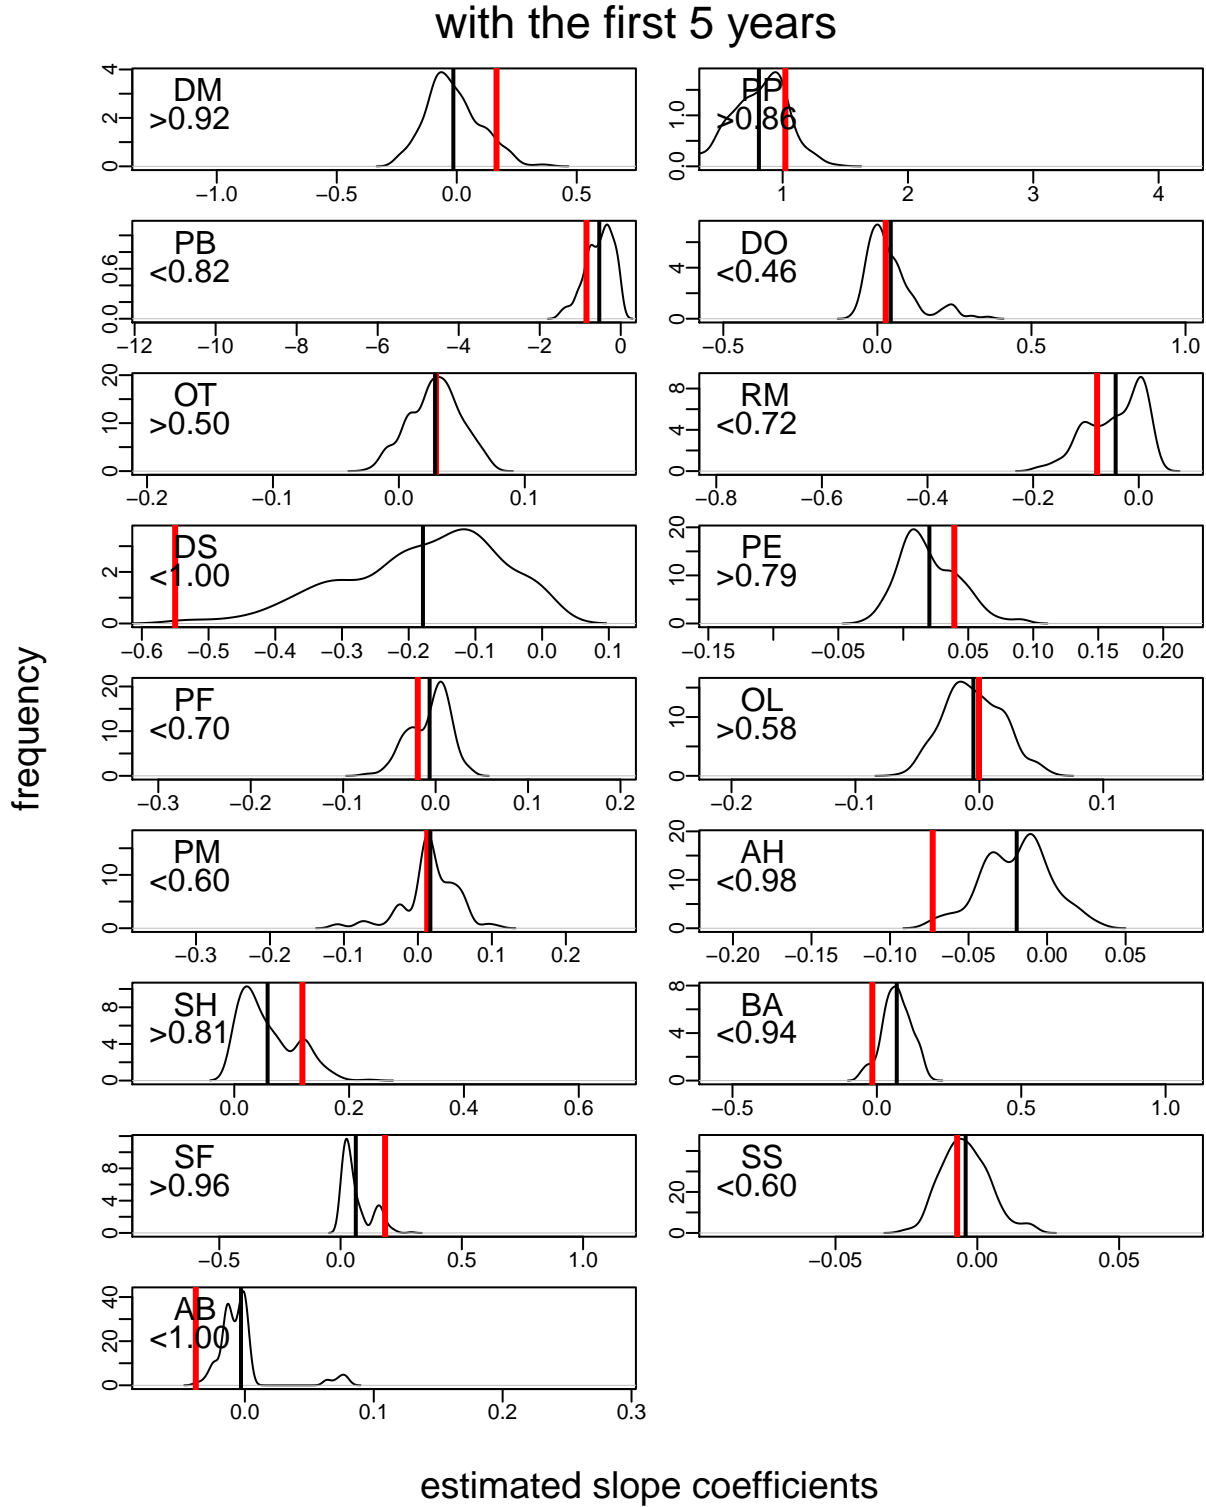 with the first 5 years
DM
>0.92
0 2 4
−1.0 −0.5 0.0 0.5
PP
>0.86
0.0 1.0
1 2 3 4
PB
<0.82
0.0 0.6
−12 −10 −8 −6 −4 −2 0
DO
<0.46
0 4
−0.5 0.0 0.5 1.0
OT
>0.50
0 10 20
−0.2 −0.1 0.0 0.1
RM
<0.72
0 4 8
−0.8 −0.6 −0.4 −0.2 0.0
DS
<1.00
0 2
−0.6 −0.5 −0.4 −0.3 −0.2 −0.1 0.0 0.1
PE
>0.79
0 10 20
−0.15 −0.05 0.05 0.10 0.15 0.20
PF
<0.70
0 10 20
−0.3 −0.2 −0.1 0.0 0.1 0.2
OL
>0.58
0 10
−0.2 −0.1 0.0 0.1
PM
<0.60
0 10
−0.3 −0.2 −0.1 0.0 0.1 0.2
AH
<0.98
0 10 20
−0.20 −0.15 −0.10 −0.05 0.00 0.05
SH
>0.81
0 4 8
0.0 0.2 0.4 0.6
BA
<0.94
0 4 8
−0.5 0.0 0.5 1.0
SF
>0.96
0 4 8
−0.5 0.0 0.5 1.0
SS
<0.60
0 20
−0.05 0.00 0.05
AB
<1.00
0 20 40
0.0 0.1 0.2 0.3
frequency
estimated slope coefficients